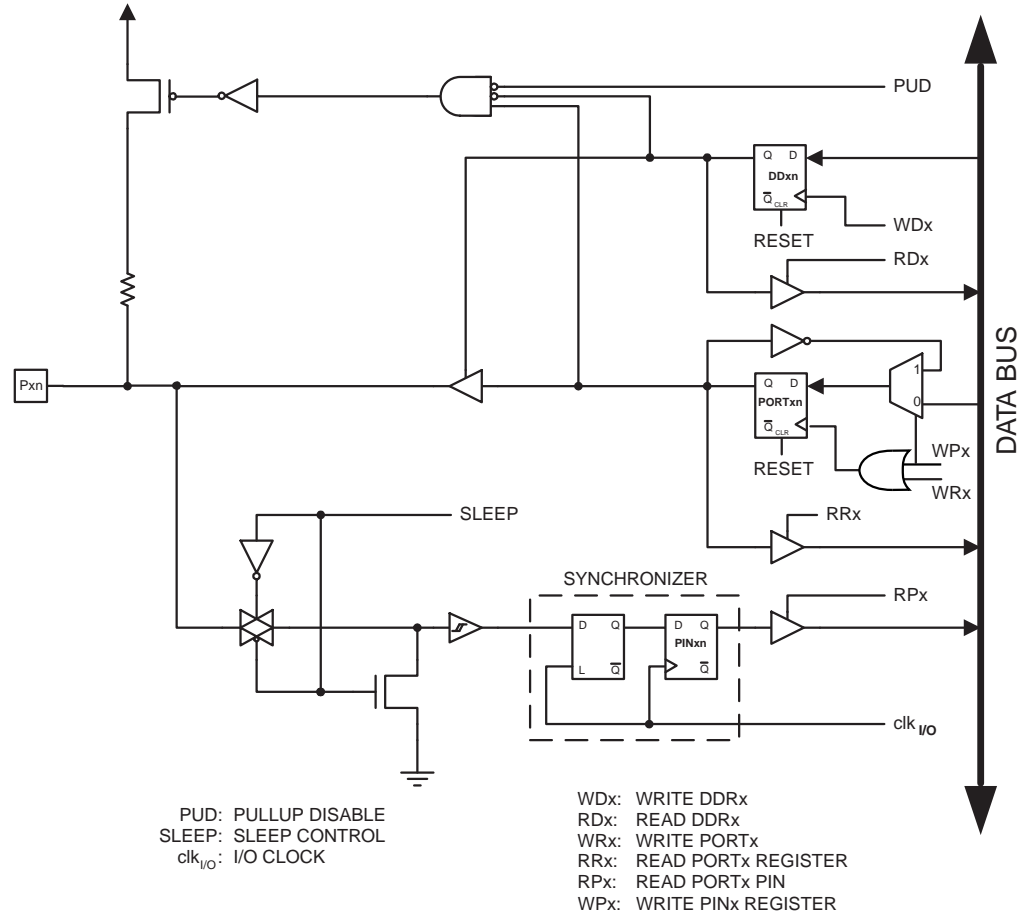 PUD
Q D
DDxn
Q CLR
WDx
RESET
RDx
Pxn
1
Q D
0
PORTxn
Q CLR
WPx
RESET
WRx
DATA BUS
SLEEP
RRx
SYNCHRONIZER
RPx
D Q
D Q
PINxn
L Q
Q
clk I/O
PUD: PULLUP DISABLE
SLEEP: SLEEP CONTROL
clkI/O: I/O CLOCK
WDx: WRITE DDRx
RDx: READ DDRx
WRx: WRITE PORTx
RRx: READ PORTx REGISTER
RPx: READ PORTx PIN
WPx: WRITE PINx REGISTER